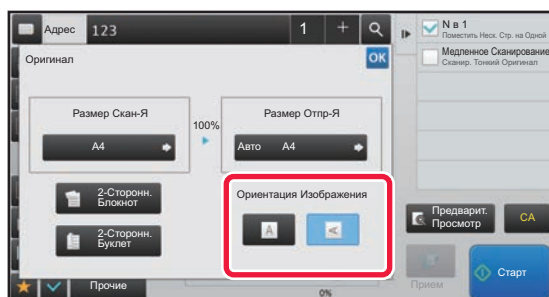 Адрес 123 1 +
Оригинал
OK
Размер Скан-Я
A4
100%
Размер Отпр-Я
Авто A4
2-Сторонн.
Блокнот
2-Сторонн.
Буклет
Ориентация Изображения
A
A
Прочие
0%
N в 1
Поместить Неск. Стр. на Одной
Медленное Сканирование
Сканир. Тонкий Оригинал
Предварит.
Просмотр
CA
Прием
Старт